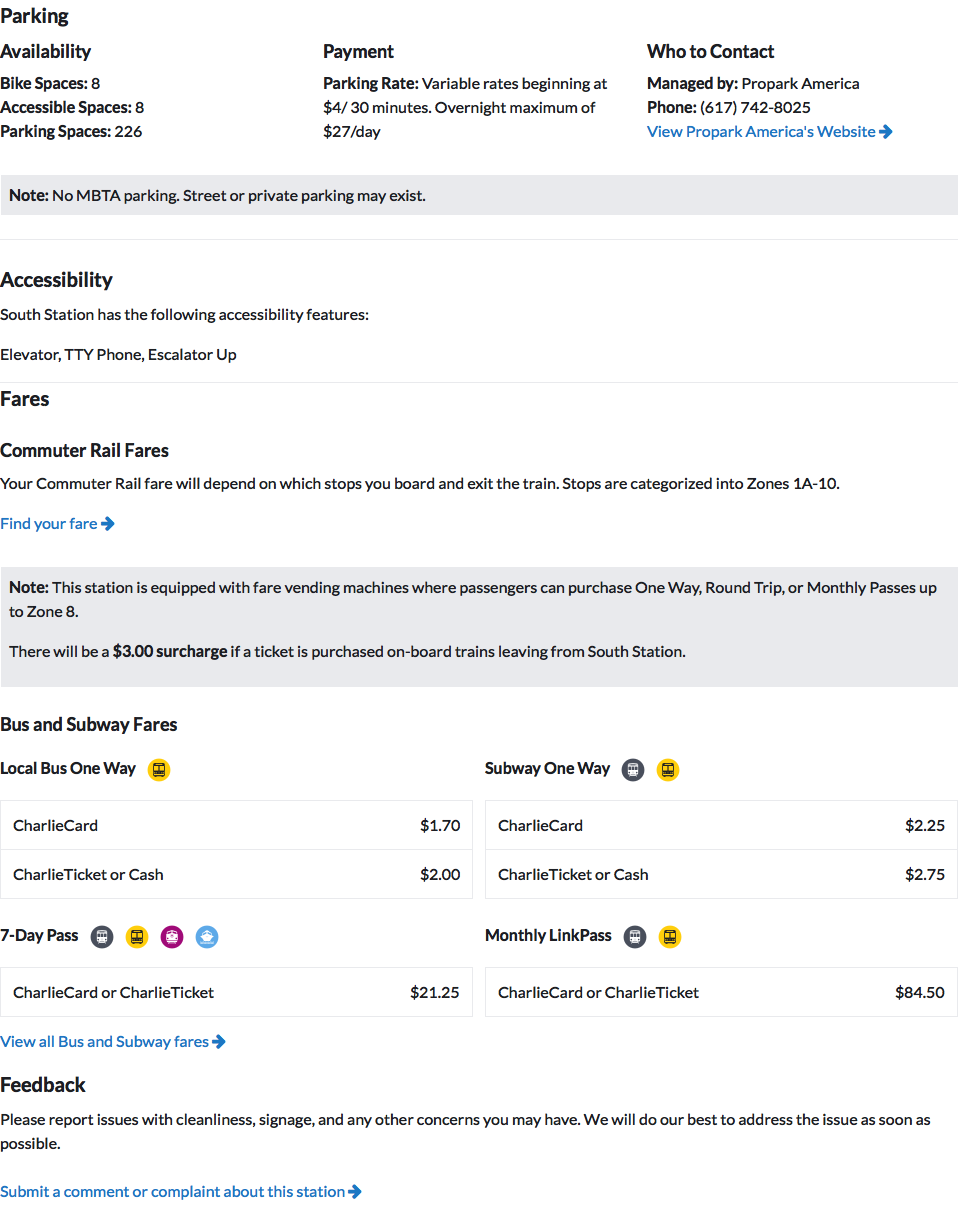 Parking
Availability
Bike Spaces: 8
Accessible Spaces: 8
Parking Spaces: 226
Payment
Parking Rate: Variable rates beginning at
$4/ 30 minutes. Overnight maximum of
$27/day
Who to Contact
Managed by: Propark America
Phone: (617) 742-8025
View Propark America's Website
Note: No MBTA parking. Street or private parking may exist.
Accessibility
South Station has the following accessibility features:
Elevator, TTY Phone, Escalator Up
Fares
Commuter Rail Fares
Your Commuter Rail fare will depend on which stops you board and exit the train. Stops are categorized into Zones 1A-10.
Find your fare
Note: This station is equipped with fare vending machines where passengers can purchase One Way, Round Trip, or Monthly Passes up
to Zone 8.
There will be a $3.00 surcharge if a ticket is purchased on-board trains leaving from South Station.
Bus and Subway Fares
Local Bus One Way
CharlieCard $1.70
CharlieTicket or Cash $2.00
Subway One Way
CharlieCard $2.25
CharlieTicket or Cash $2.75
7-Day Pass
CharlieCard or CharlieTicket $21.25
Monthly LinkPass
CharlieCard or CharlieTicket $84.50
View all Bus and Subway fares
Feedback
Please report issues with cleanliness, signage, and any other concerns you may have. We will do our best to address the issue as soon as
possible.
Submit a comment or complaint about this station